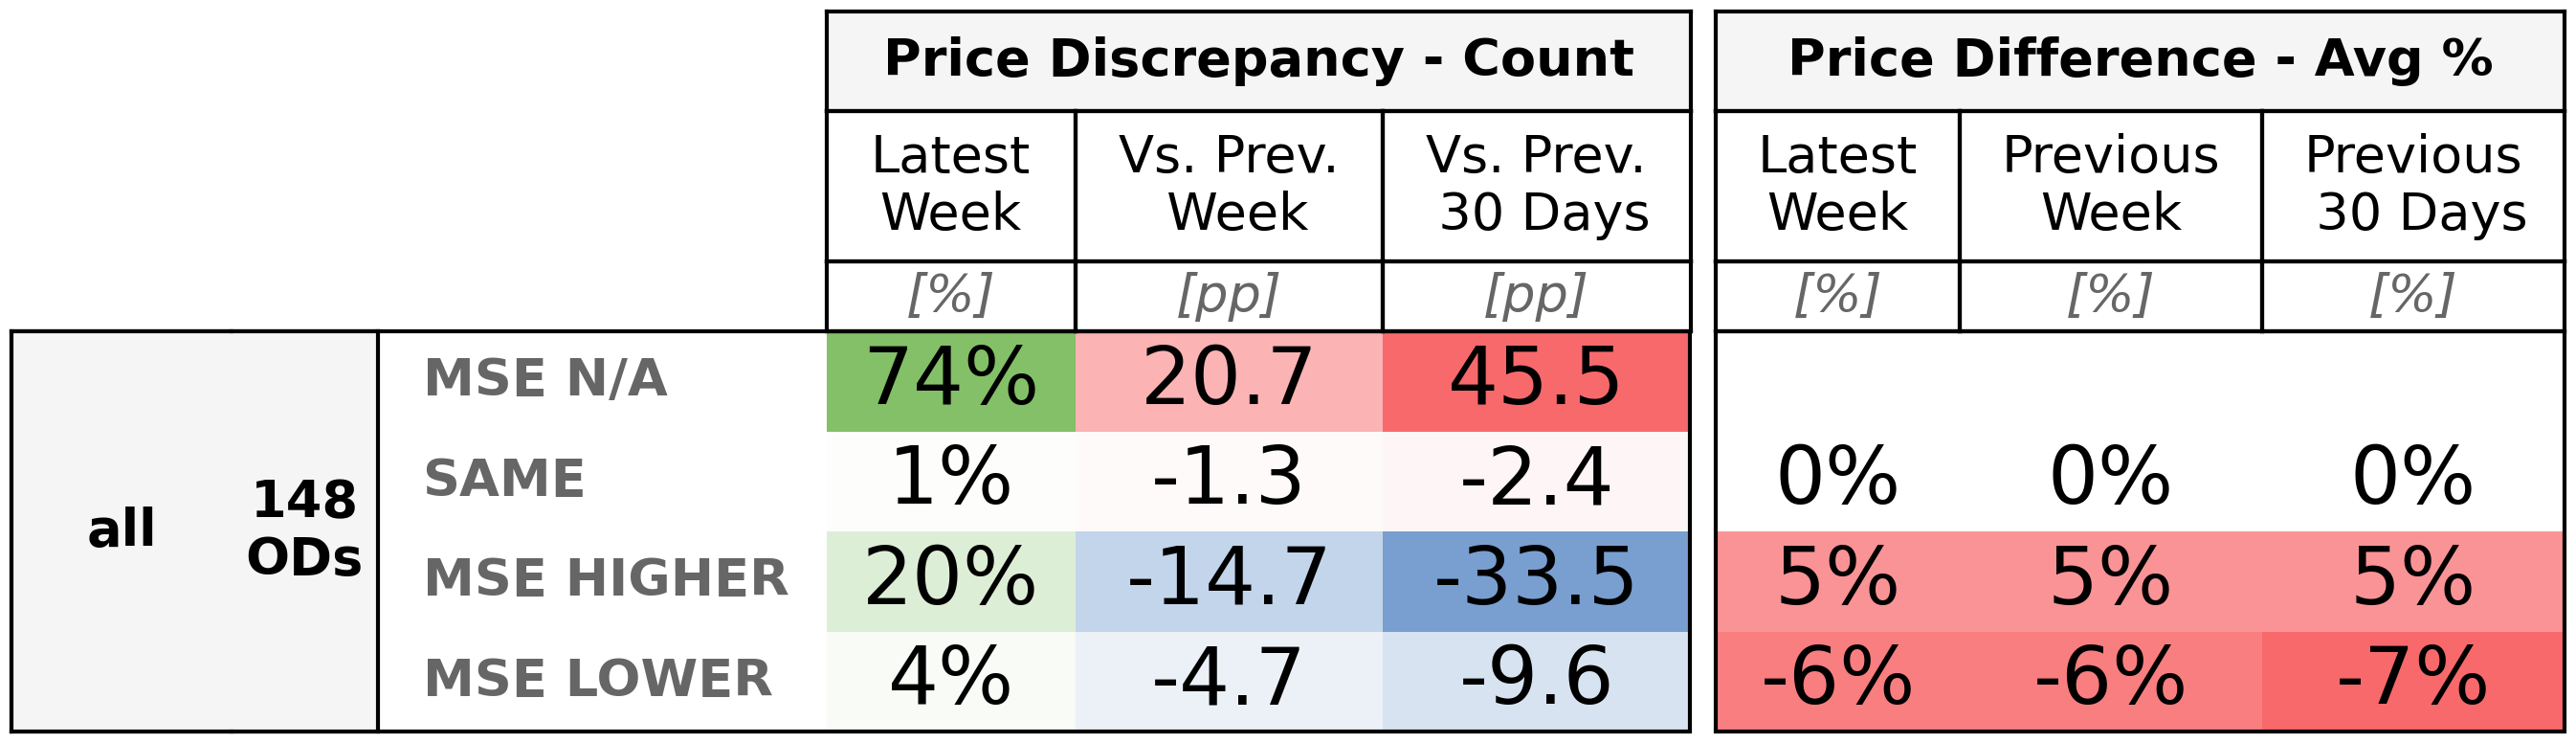 Price Discrepancy - Count
Price Difference - Avg %
Latest
Week
Vs. Prev.
Week
Vs. Prev.
30 Days
Latest
Week
Previous
Week
Previous
30 Days
[%]
[pp]
[pp]
[%]
[%]
[%]
all
148
ODs
MSE N/A
74%
20.7
45.5
SAME
1%
-1.3
-2.4
0%
0%
0%
MSE HIGHER
20%
-14.7
-33.5
5%
5%
5%
MSE LOWER
4%
-4.7
-9.6
-6%
-6%
-7%